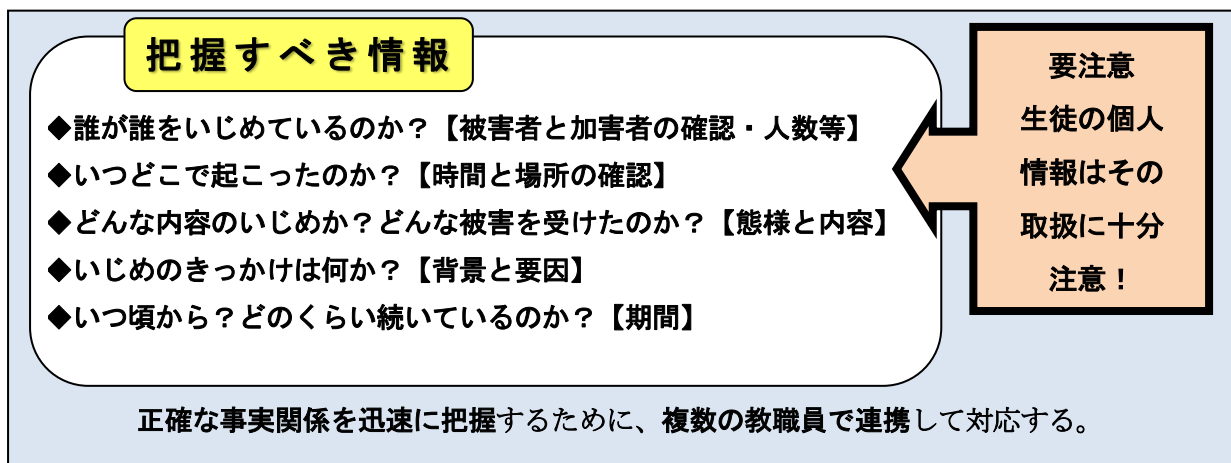 把握すべき情報
◆誰が誰をいじめているのか？【被害者と加害者の確認・人数等】
◆いつどこで起こったのか？【時間と場所の確認】
◆どんな内容のいじめか？どんな被害を受けたのか？【態様と内容】
◆いじめのきっかけは何か？【背景と要因】
◆いつ頃から？どのくらい続いているのか？【期間】
要注意
生徒の個人
情報はその
取扱に十分
注意！
正確な事実関係を迅速に把握するために、複数の教職員で連携して対応する。